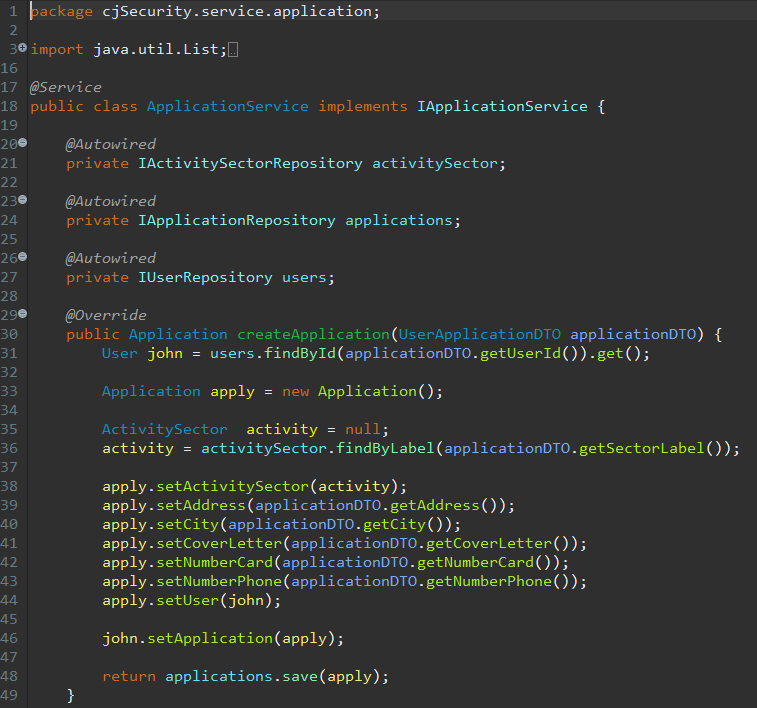 1 package cjSecurity.service.application;
2
3 import java.util.List;
16
17 @Service
18 public class ApplicationService implements IApplicationService {
19
20 @Autowired
21 private IActivitySectorRepository activitySector;
22
23 @Autowired
24 private IApplicationRepository applications;
25
26 @Autowired
27 private IUserRepository users;
28
29 @Override
30 public Application createApplication(UserApplicationDTO applicationDTO) {
31 User john = users.findById(applicationDTO.getUserId()).get();
32
33 Application apply = new Application();
34
35 ActivitySector  activity = null;
36 activity = activitySector.findByLabel(applicationDTO.getSectorLabel());
37
38 apply.setActivitySector(activity);
39 apply.setAddress(applicationDTO.getAddress());
40 apply.setCity(applicationDTO.getCity());
41 apply.setCoverLetter(applicationDTO.getCoverLetter());
42 apply.setNumberCard(applicationDTO.getNumberCard());
43 apply.setNumberPhone(applicationDTO.getNumberPhone());
44 apply.setUser(john);
45
46 john.setApplication(apply);
47
48 return applications.save(apply);
49 }